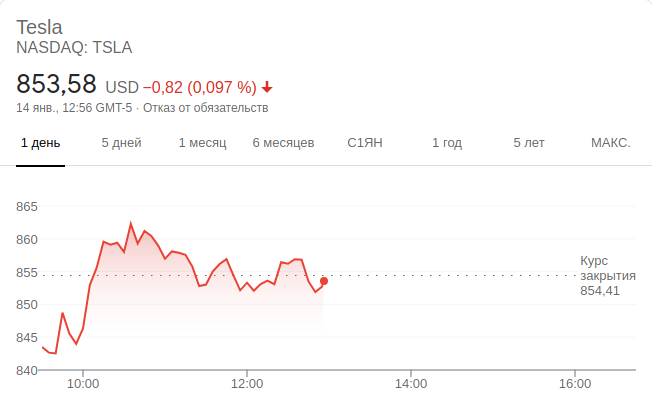 Tesla
NASDAQ: TSLA
853,58 USD −0,82 (0,097 %)
14 янв., 12:56 GMT-5 · Отказ от обязательств
1 день 5 дней 1 месяц 6 месяцев С1ЯН 1 год 5 лет МАКС.
865
860
855
850
845
840
Курс
закрытия
854,41
10:00 12:00 14:00 16:00